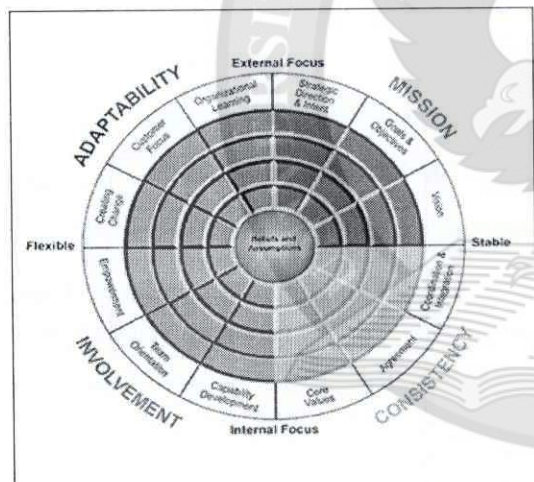 External Focus
ADAPTABILITY
MISSION
Organizational
Learning
Strategic
Direction
& Intent
Customer
Focus
Goals &
Objectives
Creating
Change
Vision
Beliefs and
Assumptions
Flexible
Stable
Empowerment
Coordination &
Integration
Team
Orientation
Agreement
Capability
Development
Core
Values
INVOLVEMENT
CONSISTENCY
Internal Focus